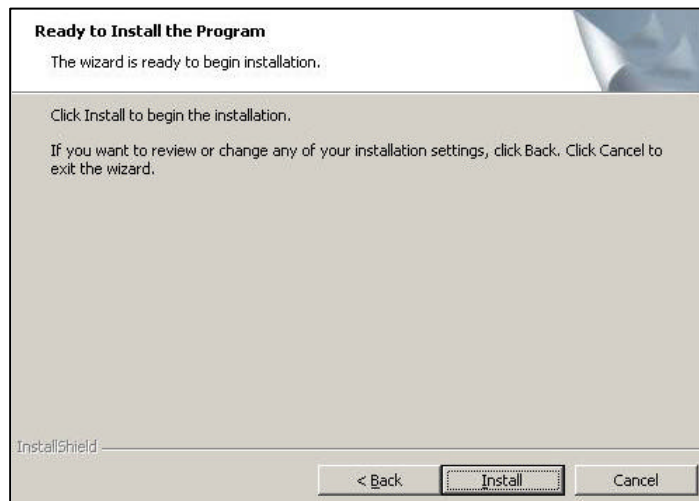 Ready to Install the Program
The wizard is ready to begin installation.
Click Install to begin the installation.
If you want to review or change any of your installation settings, click Back. Click Cancel to
exit the wizard.
InstallShield
< Back Install Cancel